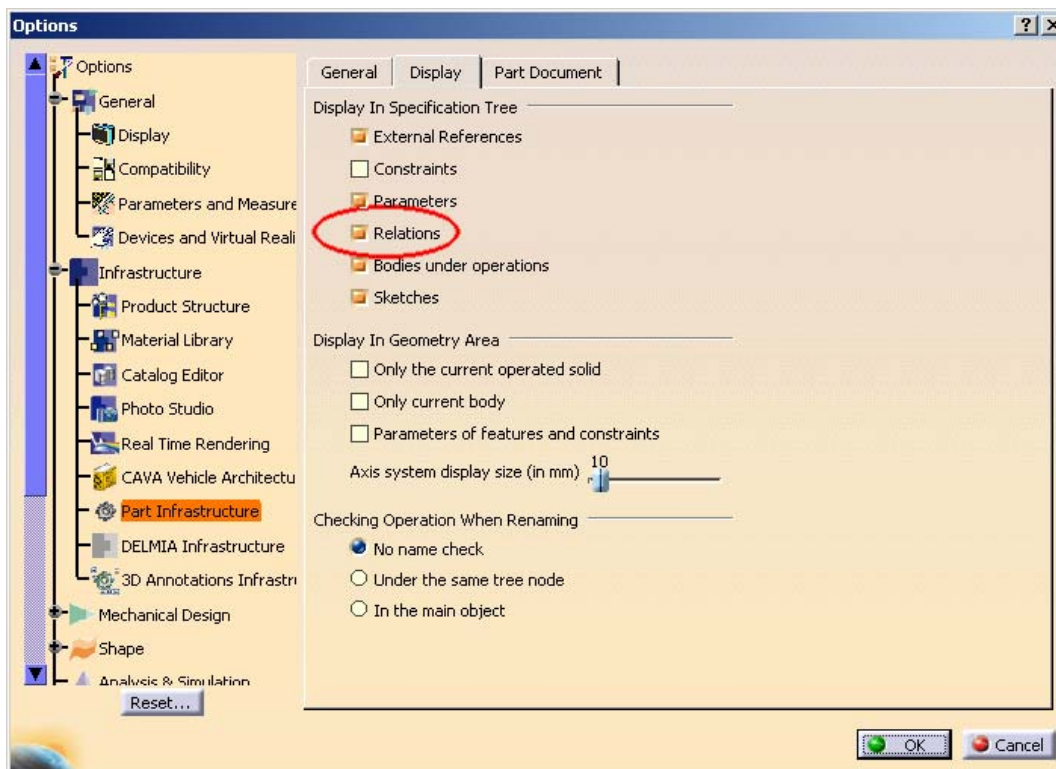 Options
Options
General
Display
Compatibility
Parameters and Measure
Devices and Virtual Reali
Infrastructure
Product Structure
Material Library
Catalog Editor
Photo Studio
Real Time Rendering
CAVA Vehicle Architectu
Part Infrastructure
DELMIA Infrastructure
3D Annotations Infrastru
Mechanical Design
Shape
Analysis & Simulation
Reset...
General Display Part Document
Display In Specification Tree
External References
Constraints
Parameters
Relations
Bodies under operations
Sketches
Display In Geometry Area
Only the current operated solid
Only current body
Parameters of features and constraints
Axis system display size (in mm) 10
Checking Operation When Renaming
No name check
Under the same tree node
In the main object
OK Cancel